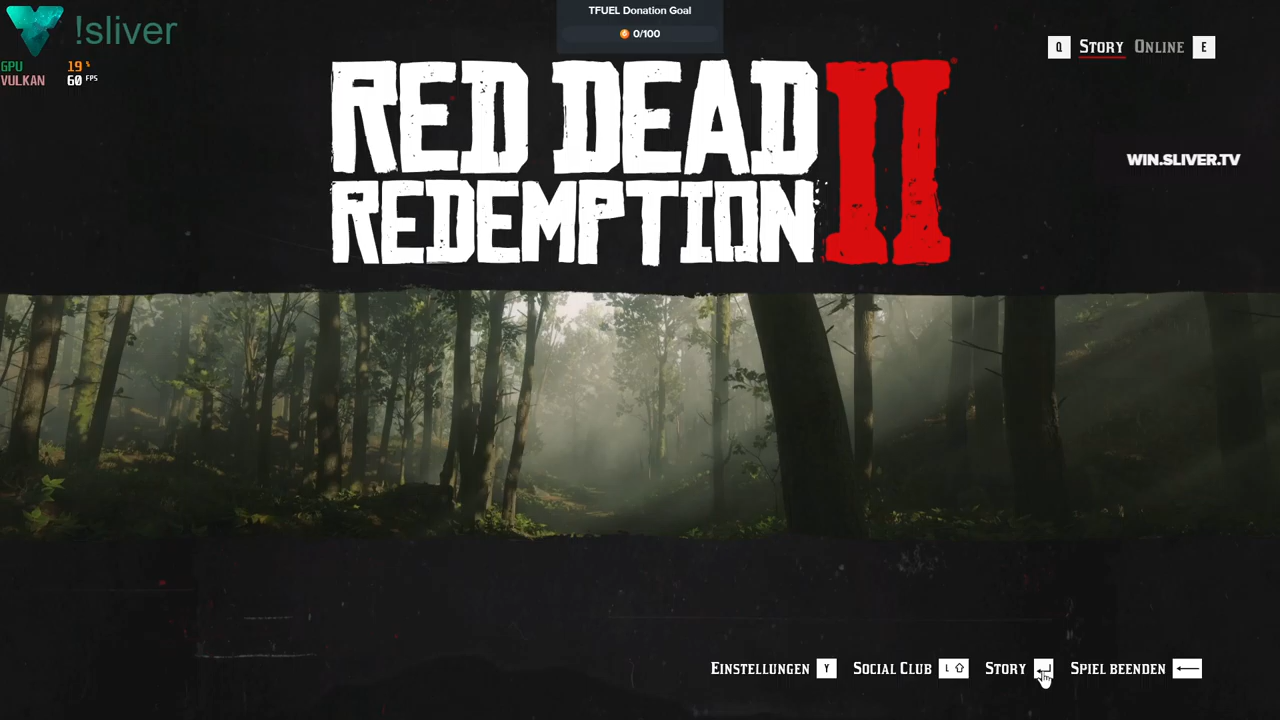 !sliver
TFUEL Donation Goal
0/100
GPU 19 %
VULKAN 60 FPS
Q STORY ONLINE E
RED DEAD
REDEMPTION II
WIN.SLIVER.TV
EINSTELLUNGEN Y SOCIAL CLUB L STORY SPIEL BEENDEN